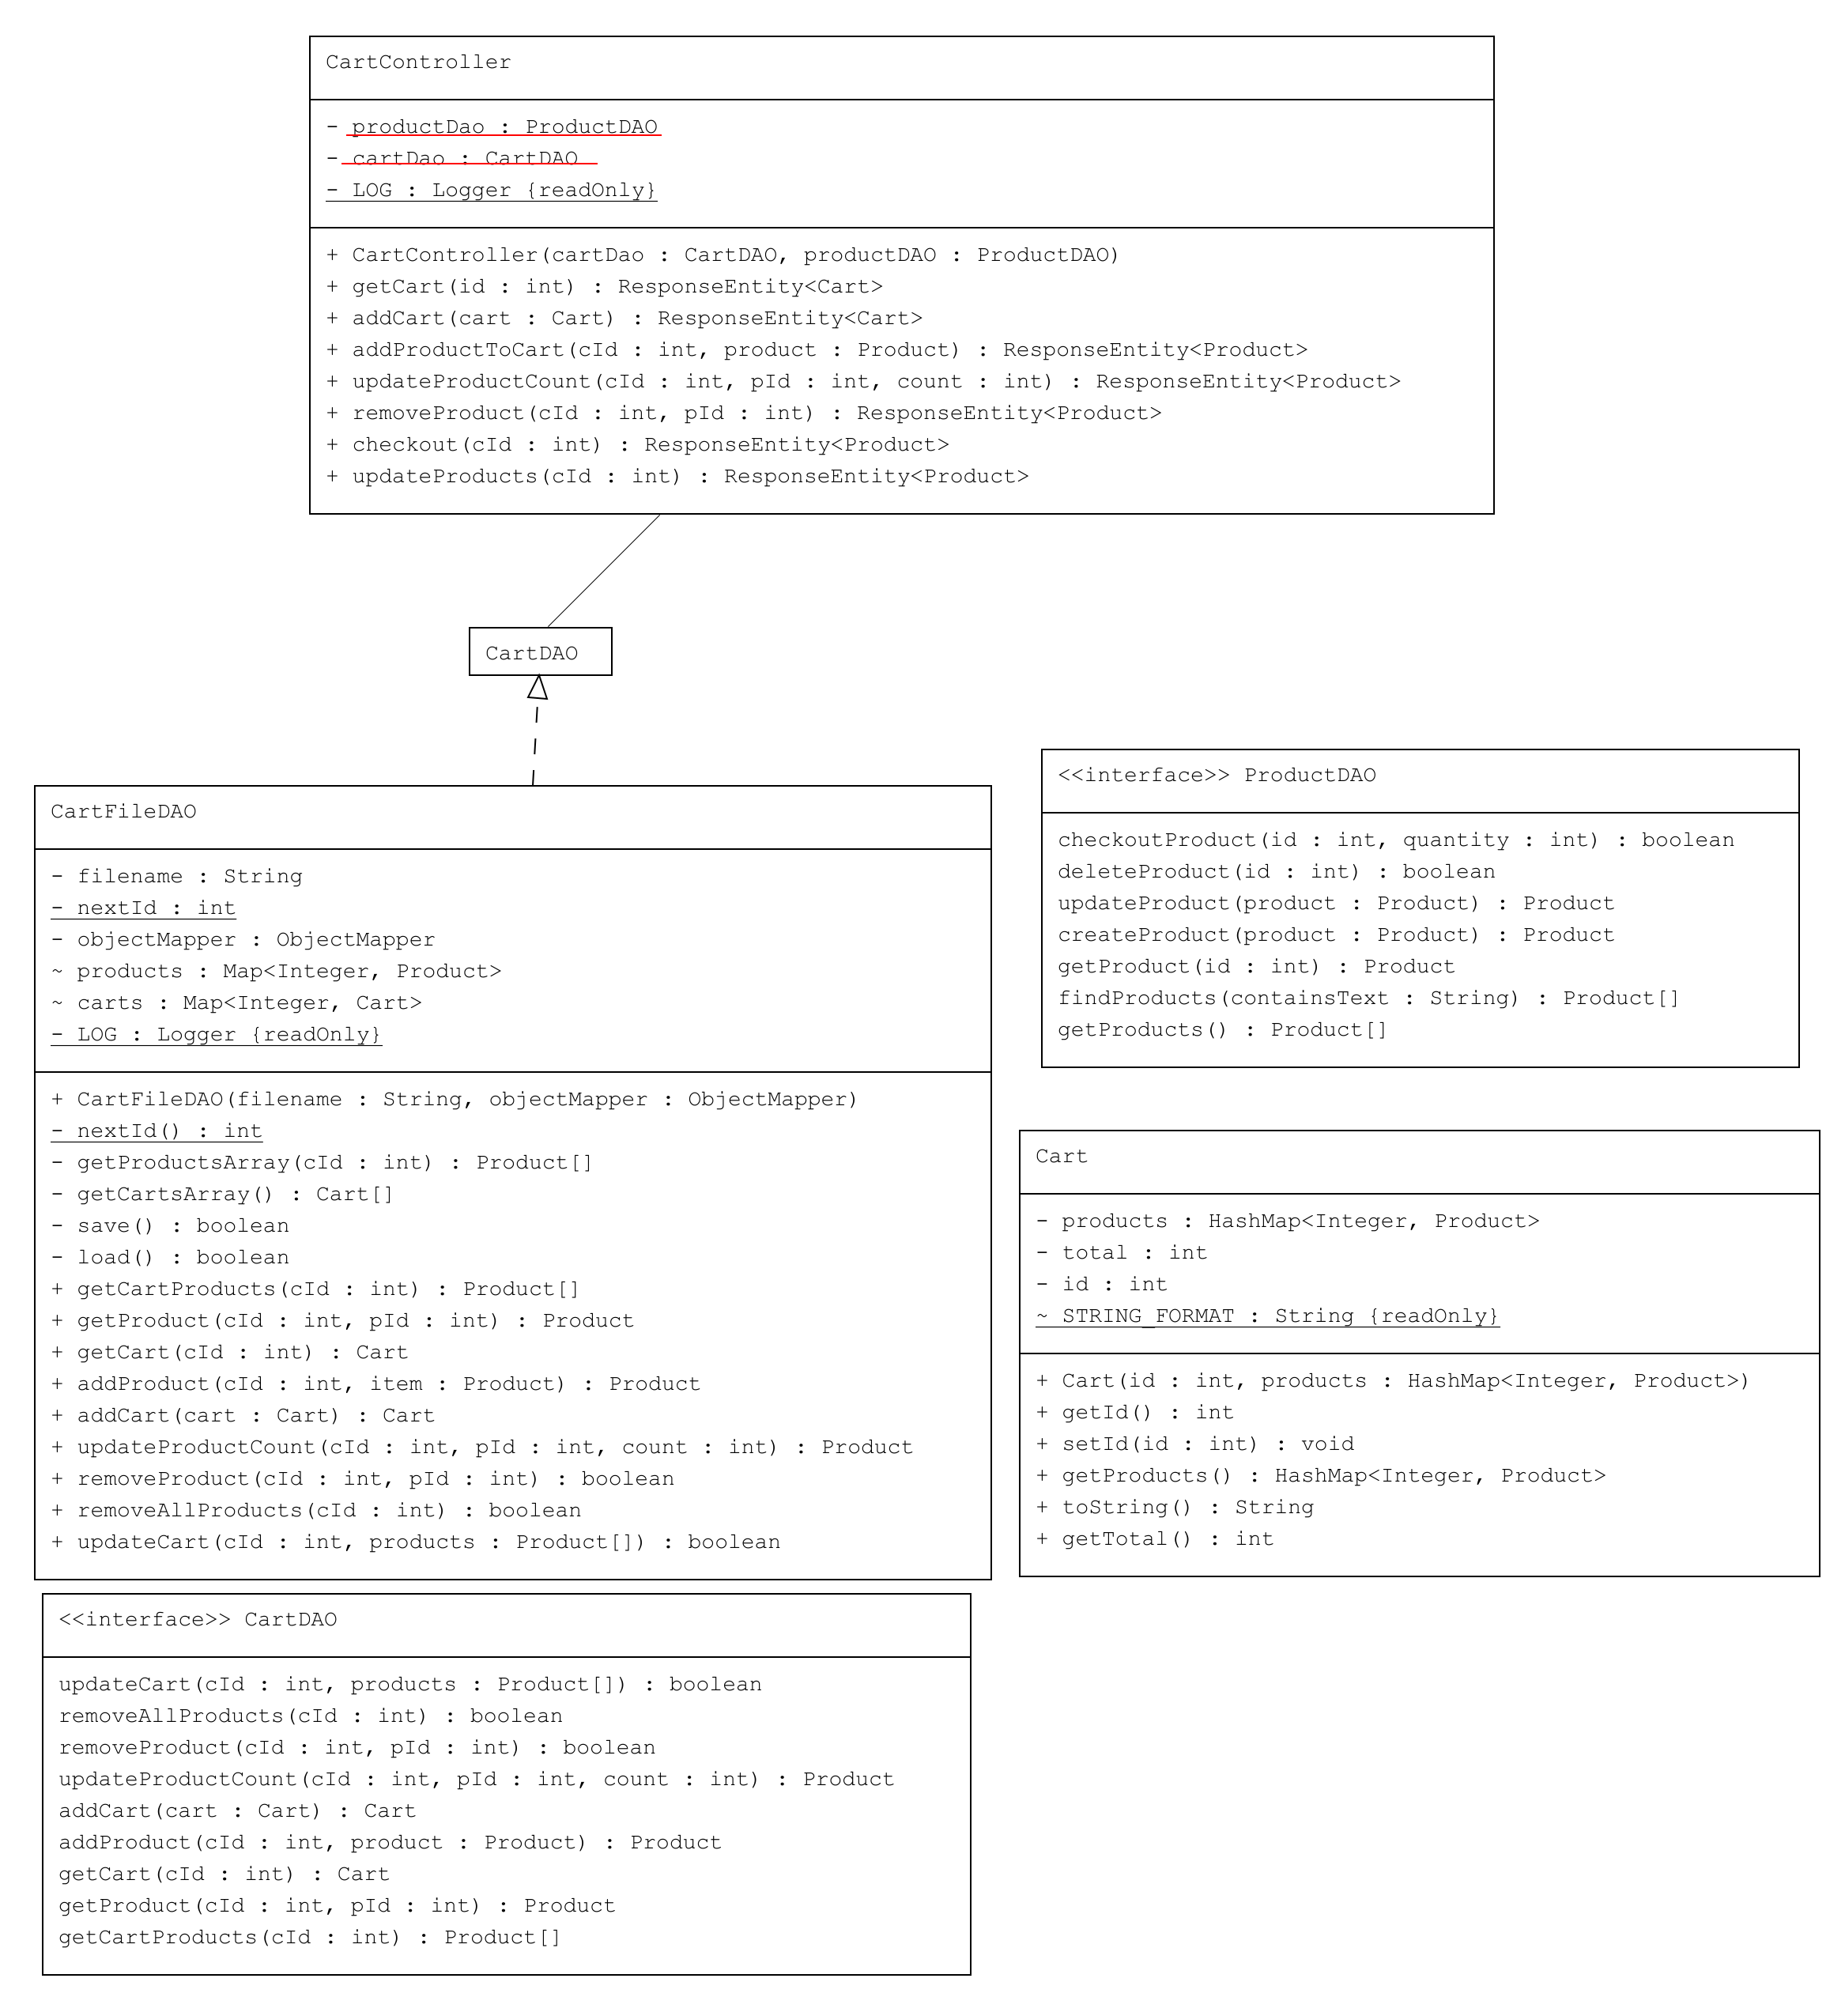 CartController
- productDao : ProductDAO
- cartDao : CartDAO
- LOG : Logger {readOnly}
+ CartController(cartDao : CartDAO, productDAO : ProductDAO)
+ getCart(id : int) : ResponseEntity<Cart>
+ addCart(cart : Cart) : ResponseEntity<Cart>
+ addProductToCart(cId : int, product : Product) : ResponseEntity<Product>
+ updateProductCount(cId : int, pId : int, count : int) : ResponseEntity<Product>
+ removeProduct(cId : int, pId : int) : ResponseEntity<Product>
+ checkout(cId : int) : ResponseEntity<Product>
+ updateProducts(cId : int) : ResponseEntity<Product>
CartDAO
CartFileDAO
- filename : String
- nextId : int
- objectMapper : ObjectMapper
~ products : Map<Integer, Product>
~ carts : Map<Integer, Cart>
- LOG : Logger {readOnly}
+ CartFileDAO(filename : String, objectMapper : ObjectMapper)
- nextId() : int
- getProductsArray(cId : int) : Product[]
- getCartsArray() : Cart[]
- save() : boolean
- load() : boolean
+ getCartProducts(cId : int) : Product[]
+ getProduct(cId : int, pId : int) : Product
+ getCart(cId : int) : Cart
+ addProduct(cId : int, item : Product) : Product
+ addCart(cart : Cart) : Cart
+ updateProductCount(cId : int, pId : int, count : int) : Product
+ removeProduct(cId : int, pId : int) : boolean
+ removeAllProducts(cId : int) : boolean
+ updateCart(cId : int, products : Product[]) : boolean
<<interface>> ProductDAO
checkoutProduct(id : int, quantity : int) : boolean
deleteProduct(id : int) : boolean
updateProduct(product : Product) : Product
createProduct(product : Product) : Product
getProduct(id : int) : Product
findProducts(containsText : String) : Product[]
getProducts() : Product[]
Cart
- products : HashMap<Integer, Product>
- total : int
- id : int
~ STRING_FORMAT : String {readOnly}
+ Cart(id : int, products : HashMap<Integer, Product>)
+ getId() : int
+ setId(id : int) : void
+ getProducts() : HashMap<Integer, Product>
+ toString() : String
+ getTotal() : int
<<interface>> CartDAO
updateCart(cId : int, products : Product[]) : boolean
removeAllProducts(cId : int) : boolean
removeProduct(cId : int, pId : int) : boolean
updateProductCount(cId : int, pId : int, count : int) : Product
addCart(cart : Cart) : Cart
addProduct(cId : int, product : Product) : Product
getCart(cId : int) : Cart
getProduct(cId : int, pId : int) : Product
getCartProducts(cId : int) : Product[]